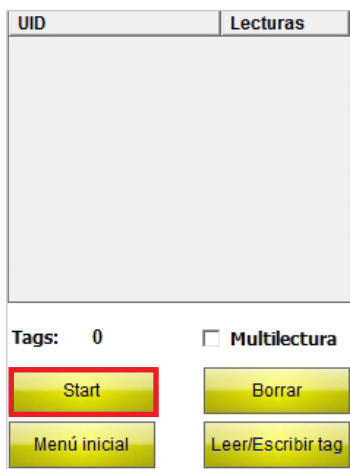 UID Lecturas
Tags: 0 Multilectura
Start Borrar
Menú inicial Leer/Escribir tag